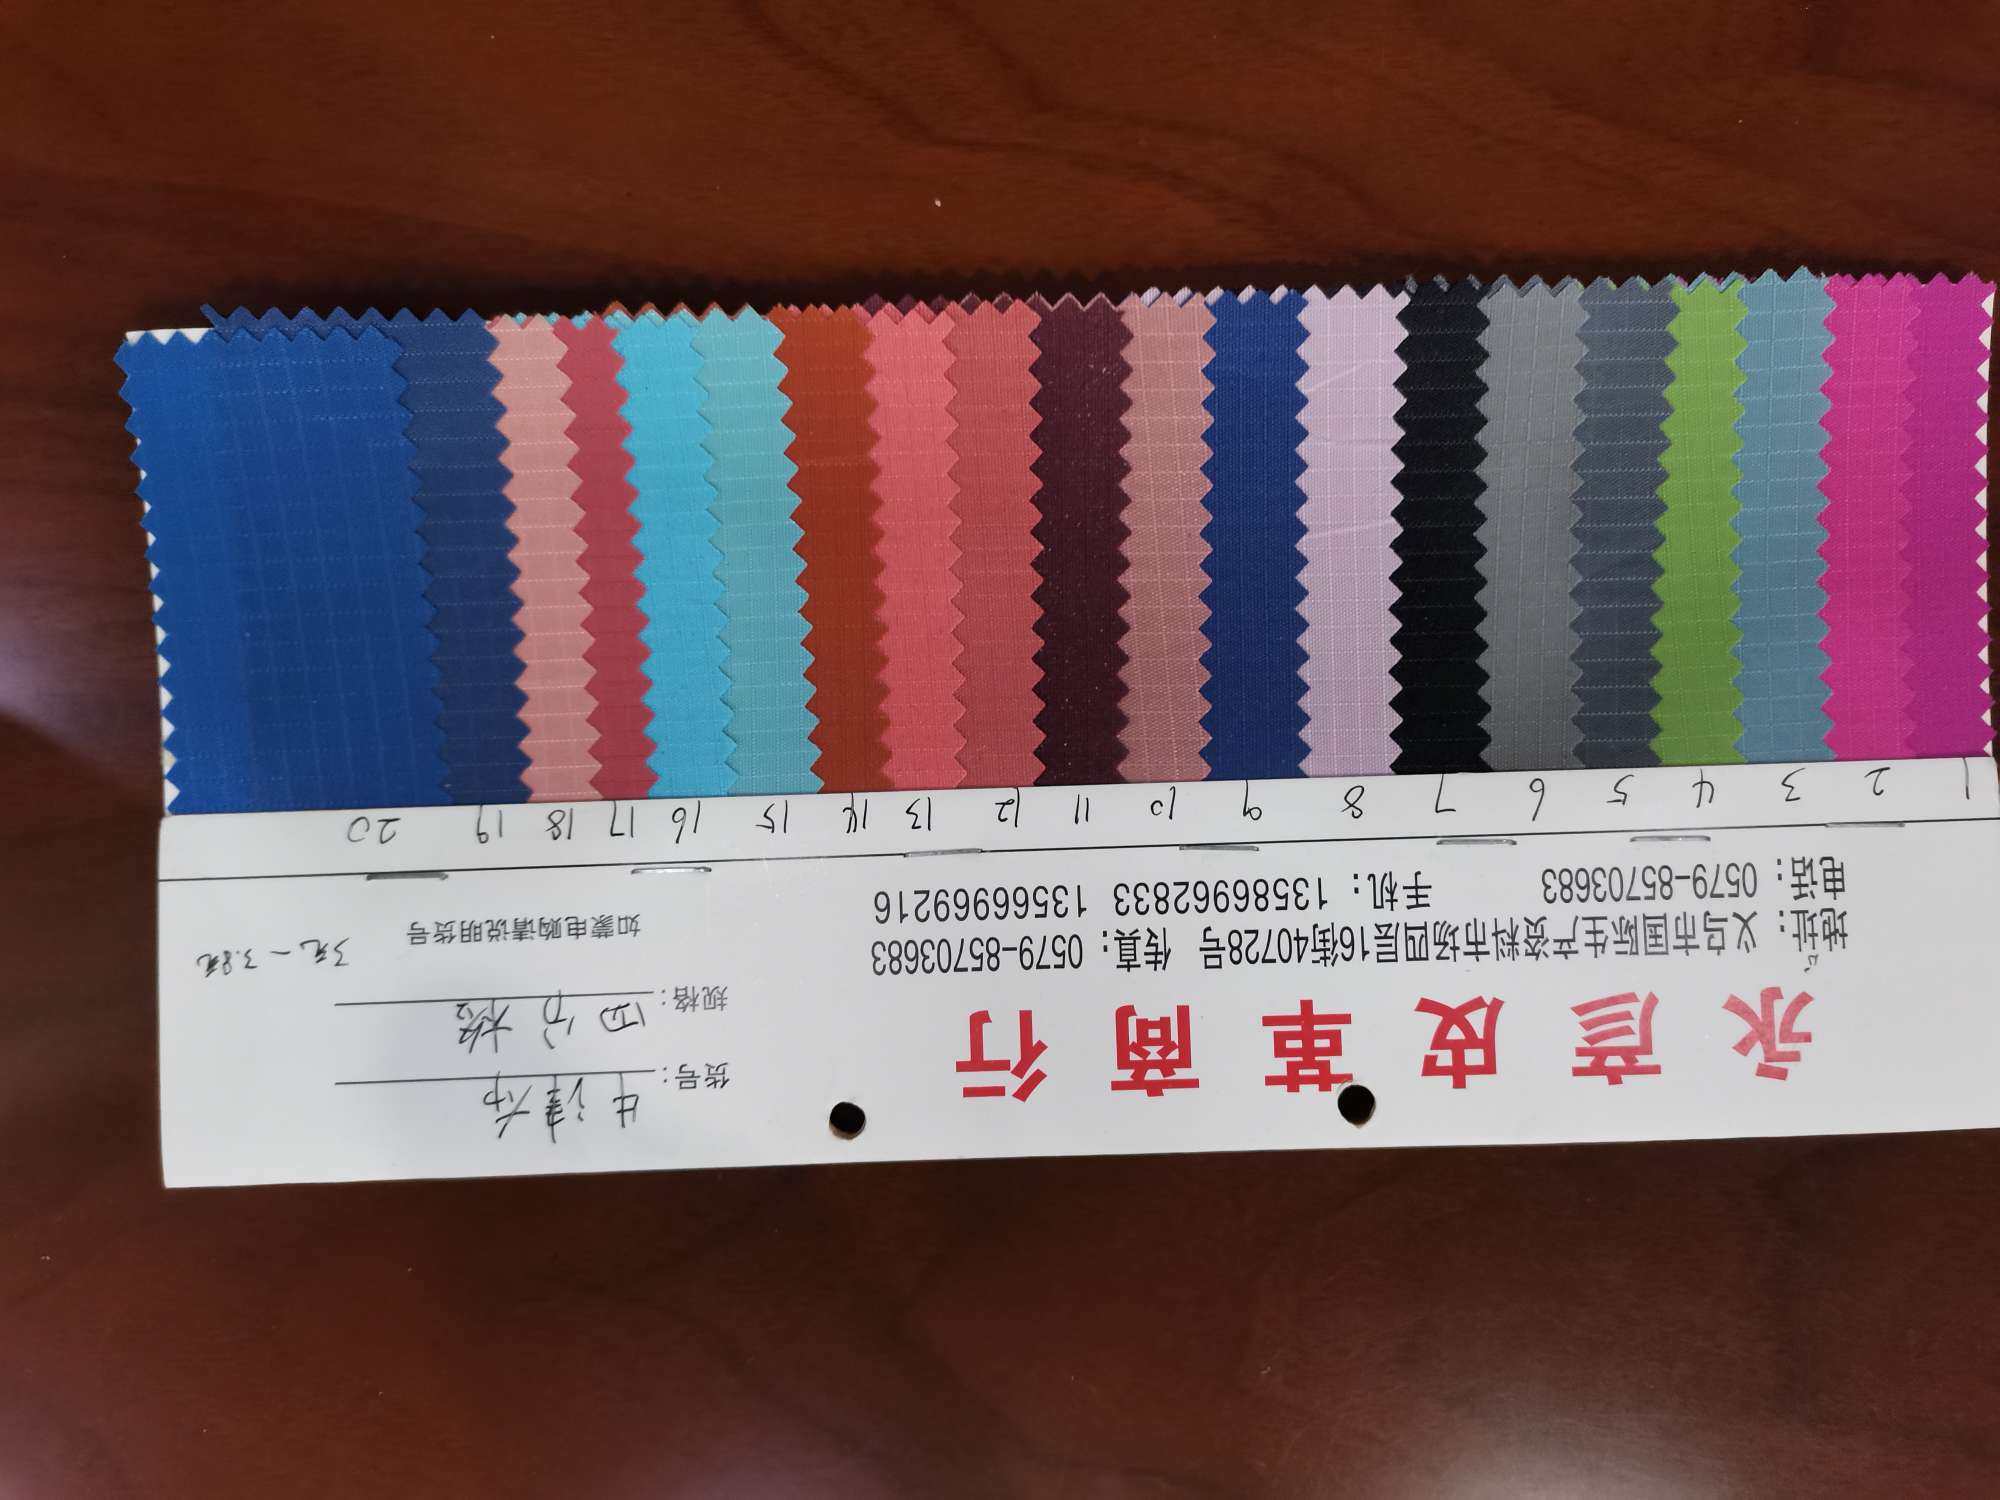 永彦皮革商行
地址：义乌市国际生产资料市场四层16街40728号 传真：0579-85703683
电话：0579-85703683 手机：13586962833 13566969216
货号：牛津布
规格：四方格
如蒙电购请说明货号
3元－3.8元
1 2 3 4 5 6 7 8 9 10 11 12 13 14 15 16 17 18 19 20